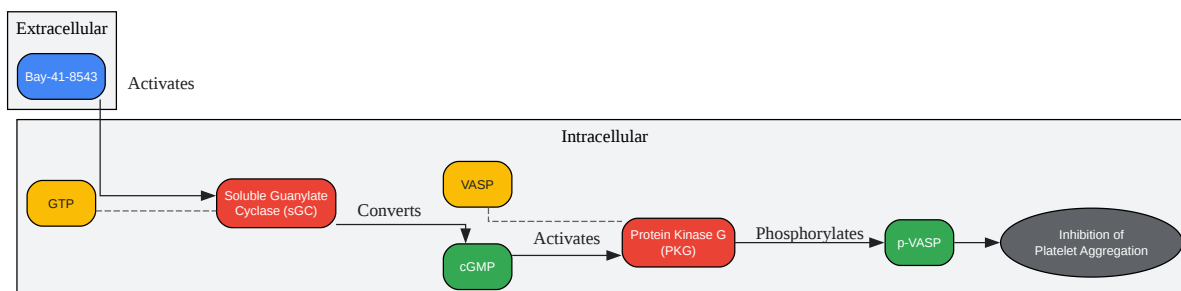 Extracellular
Bay-41-8543
Activates
Intracellular
GTP
Soluble Guanylate
Cyclase (sGC)
Converts
VASP
cGMP
Activates
Protein Kinase G
(PKG)
Phosphorylates
p-VASP
Inhibition of
Platelet Aggregation